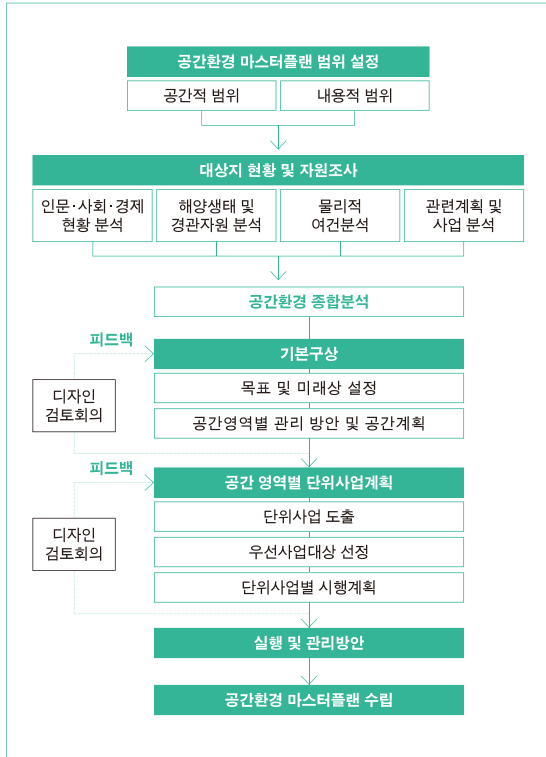 공간환경 마스터플랜 범위 설정
공간적 범위
내용적 범위
대상지 현황 및 자원조사
인문·사회·경제
현황 분석
해양생태 및
경관자원 분석
물리적
여건분석
관련계획 및
사업 분석
공간환경 종합분석
피드백
기본구상
디자인
검토회의
목표 및 미래상 설정
공간영역별 관리 방안 및 공간계획
피드백
공간 영역별 단위사업계획
디자인
검토회의
단위사업 도출
우선사업대상 선정
단위사업별 시행계획
실행 및 관리방안
공간환경 마스터플랜 수립